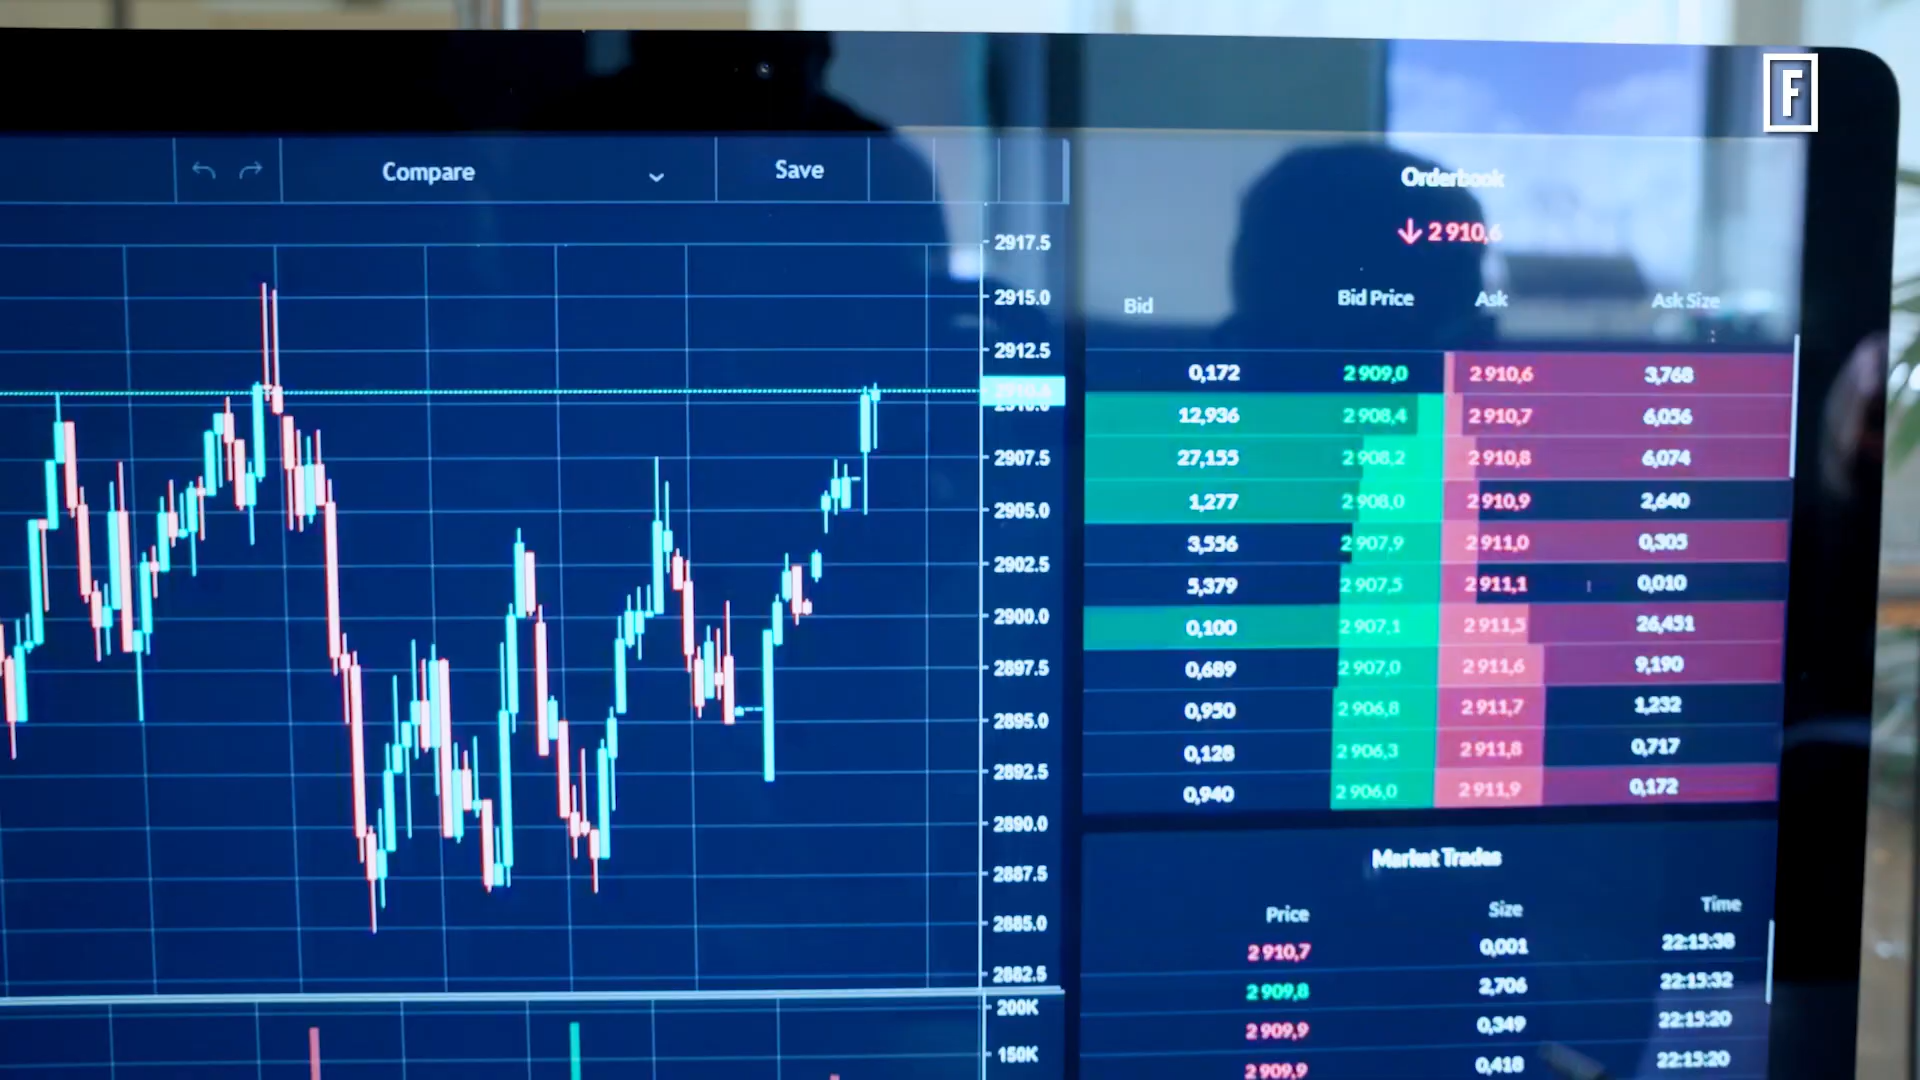 F
Compare Save
Orderbook
2 910,6
Bid Bid Price Ask Ask Size
0,172 2 909,0 2 910,6 3,768
12,936 2 908,4 2 910,7 6,056
27,155 2 908,2 2 910,8 6,074
1,277 2 908,0 2 910,9 2,640
3,556 2 907,9 2 911,0 0,305
5,379 2 907,5 2 911,1 0,010
0,100 2 907,1 2 911,5 26,451
0,689 2 907,0 2 911,6 9,190
0,950 2 906,8 2 911,7 1,232
0,128 2 906,3 2 911,8 0,717
0,940 2 906,0 2 911,9 0,172
2917.5
2915.0
2912.5
2910.0
2907.5
2905.0
2902.5
2900.0
2897.5
2895.0
2892.5
2890.0
2887.5
2885.0
2882.5
200K
150K
Market Trades
Price Size Time
2 910,7 0,001 22:15:38
2 909,8 2,706 22:15:32
2 909,9 0,349 22:15:20
2 909,9 0,418 22:15:20